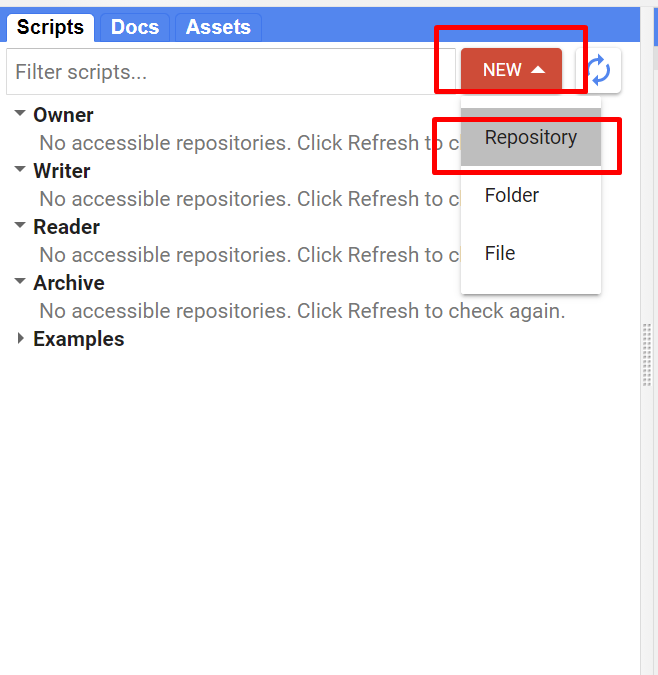 Scripts Docs Assets
Filter scripts... NEW
Owner
No accessible repositories. Click Refresh to c
Repository
Writer
No accessible repositories. Click Refresh to c
Folder
Reader
No accessible repositories. Click Refresh to c
File
Archive
No accessible repositories. Click Refresh to check again.
Examples